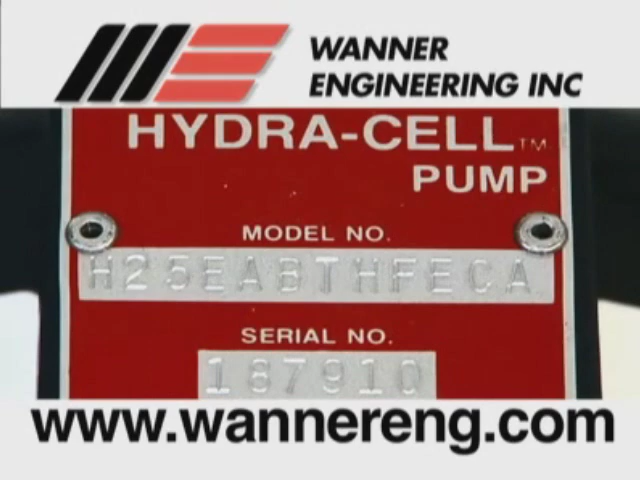 WANNER
ENGINEERING INC
HYDRA-CELL™
PUMP
MODEL NO.
H25EABTHFECA
SERIAL NO.
187910
www.wannereng.com